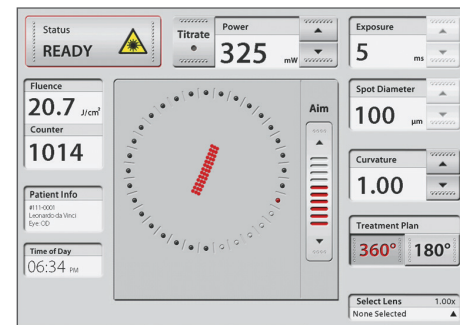 Status
READY
Titrate
Power
325 mW
Exposure
5 ms
Fluence
20.7 J/cm²
Counter
1014
Aim
Spot Diameter
100 µm
Curvature
1.00
Patient Info
#111-0001
Leonardo da Vinci
Eye: OD
Time of Day
06:34 PM
Treatment Plan
360° 180°
Select Lens 1.00x
None Selected